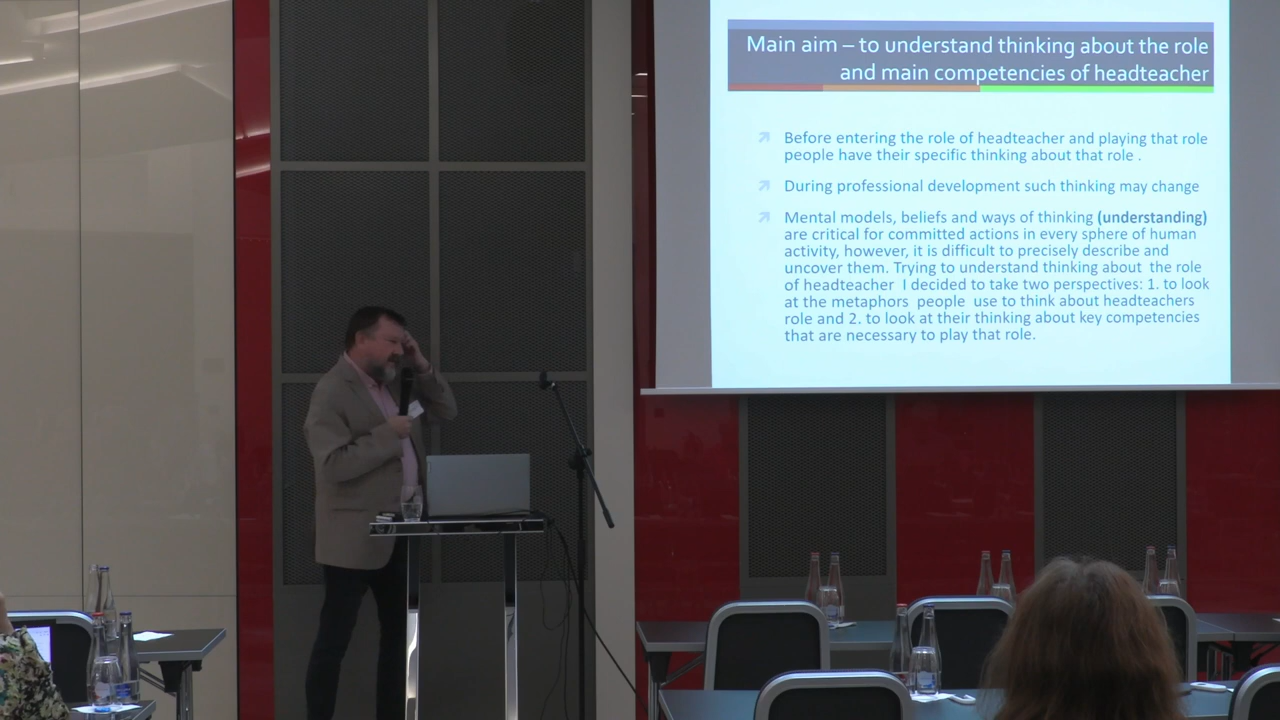 Main aim – to understand thinking about the role
and main competencies of headteacher
Before entering the role of headteacher and playing that role
people have their specific thinking about that role .
During professional development such thinking may change
Mental models, beliefs and ways of thinking (understanding)
are critical for committed actions in every sphere of human
activity, however, it is difficult to precisely describe and
uncover them. Trying to understand thinking about the role
of headteacher I decided to take two perspectives: 1. to look
at the metaphors people use to think about headteachers
role and 2. to look at their thinking about key competencies
that are necessary to play that role.